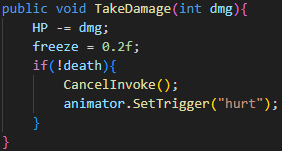 public void TakeDamage(int dmg){
    HP -= dmg;
    freeze = 0.2f;
    if(!death){
        CancelInvoke();
        animator.SetTrigger("hurt");
    }
}